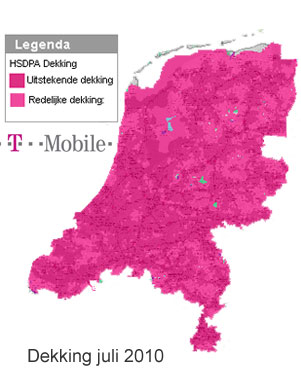 Legenda
HSDPA Dekking
Uitstekende dekking
Redelijke dekking:
T Mobile
Dekking juli 2010